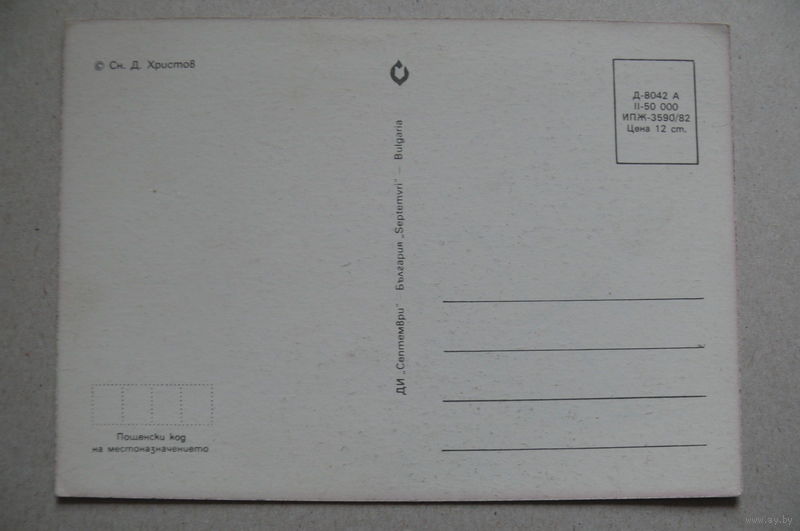 © Сн. Д. Христов
Д-8042 А
II-50 000
ИПЖ-3590/82
Цена 12 ст.
ДИ „Септември" България „Septemvri" — Bulgaria
Пощенски код
на местоназначението
www.ay.by